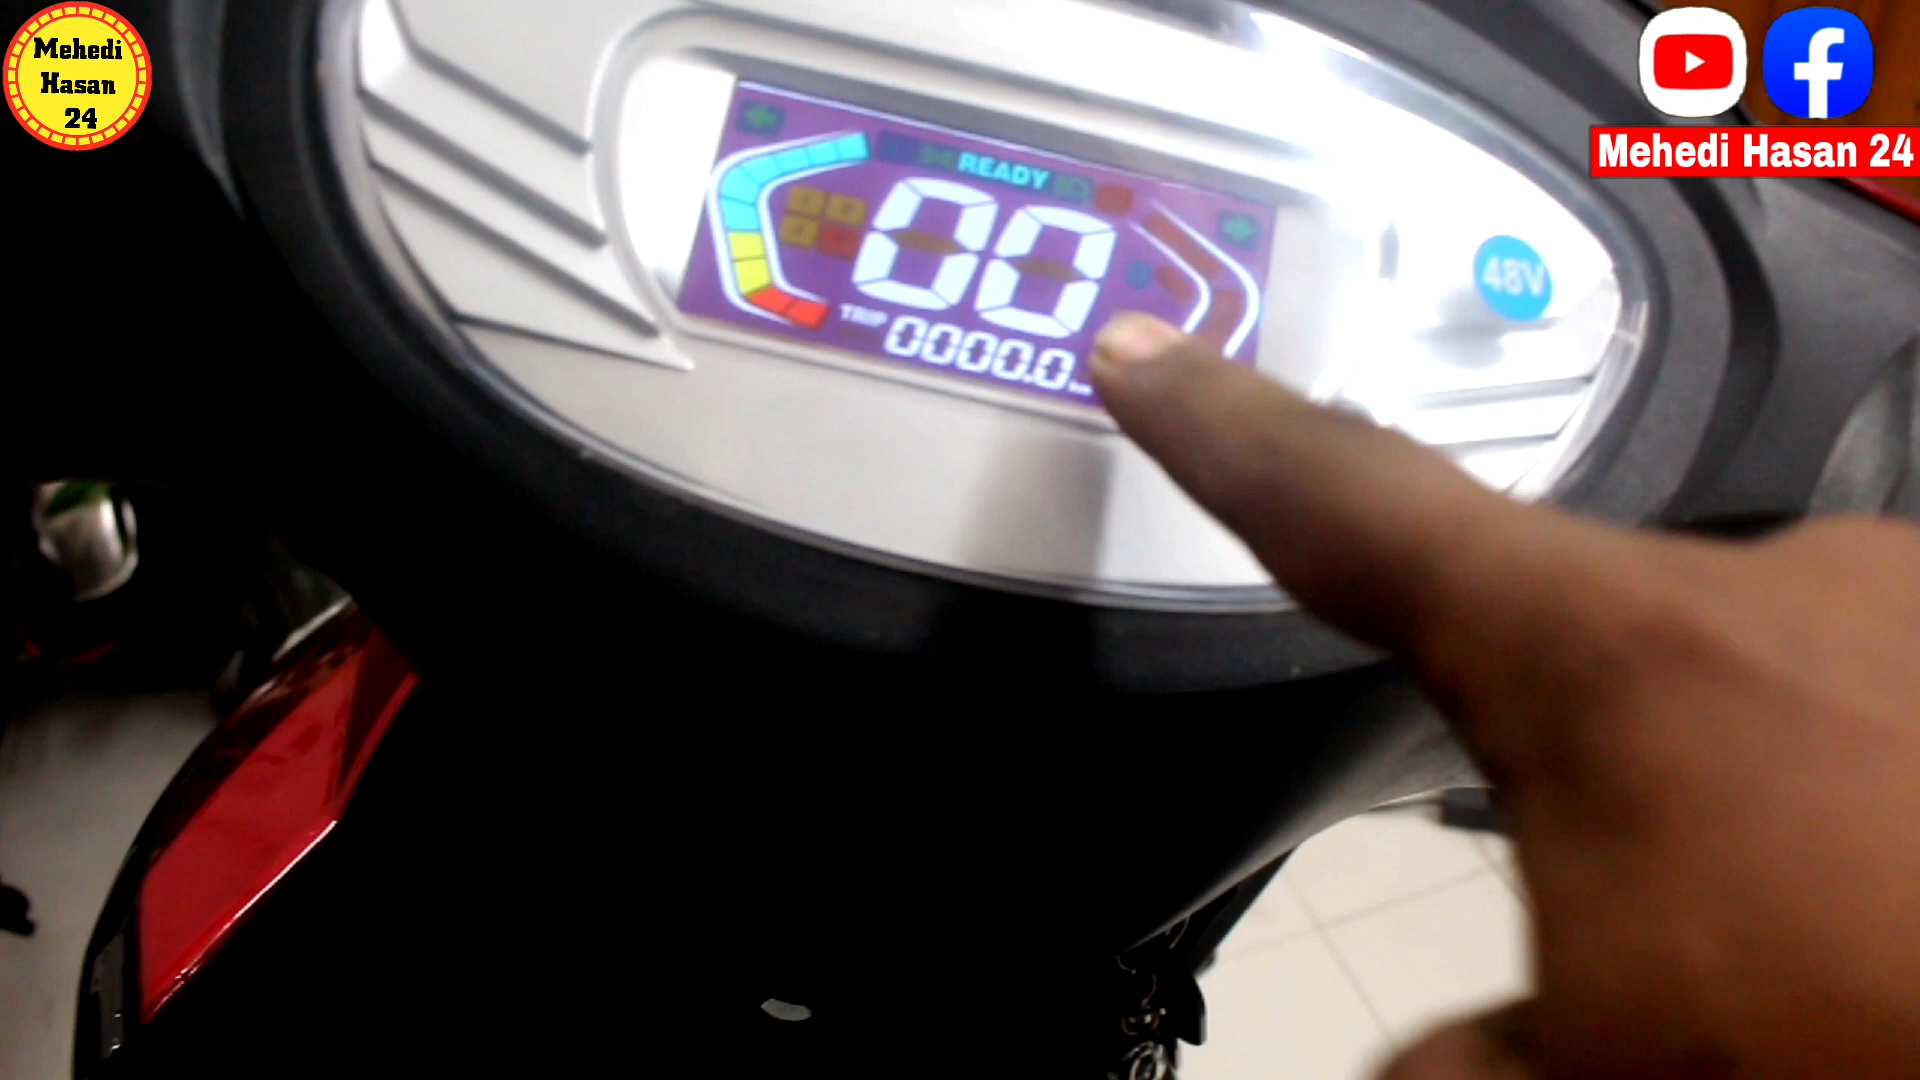 Mehedi
Hasan
24
Mehedi Hasan 24
READY
00
TRIP
0000.0
48V